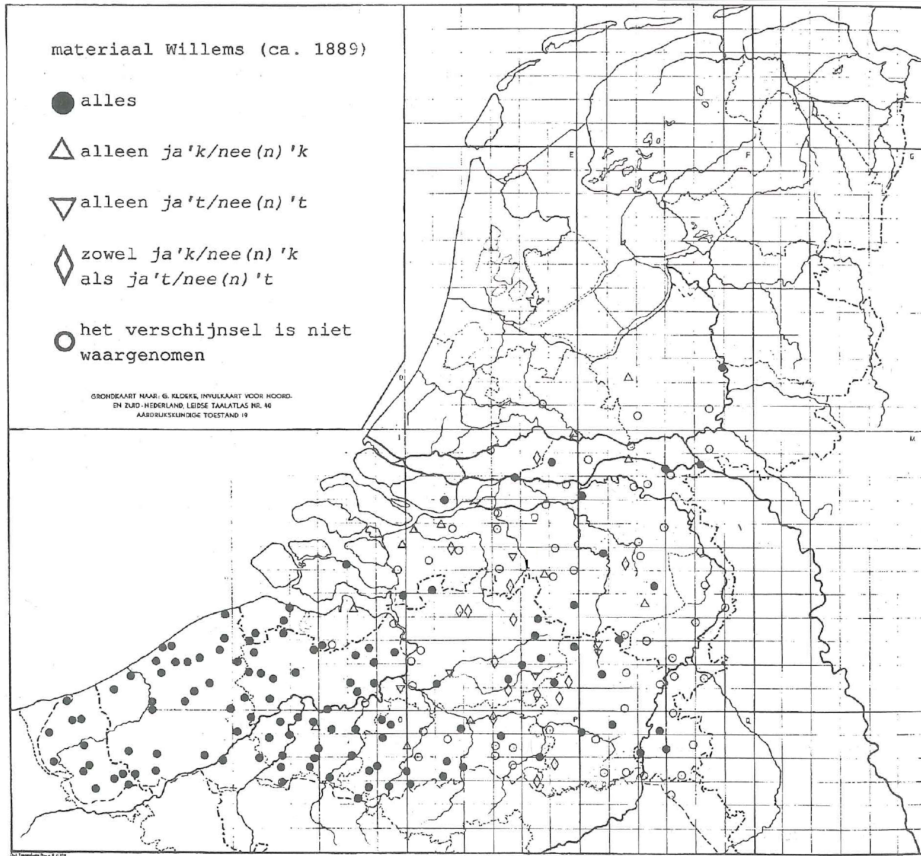 materiaal Willems (ca. 1889)
alles
alleen ja'k/nee(n)'k
alleen ja't/nee(n)'t
zowel ja'k/nee(n)'k
als ja't/nee(n)'t
het verschijnsel is niet
waargenomen
GRONDKAART NAAR: G. KLOEKE, INVULKAART VOOR NOORD-
EN ZUID-NEDERLAND, LEIDSE TAALATLAS NR.
AARDRIJKSKUNDIGE TOESTAND 19
E
F
G
D
I
L
M
O
P
Q